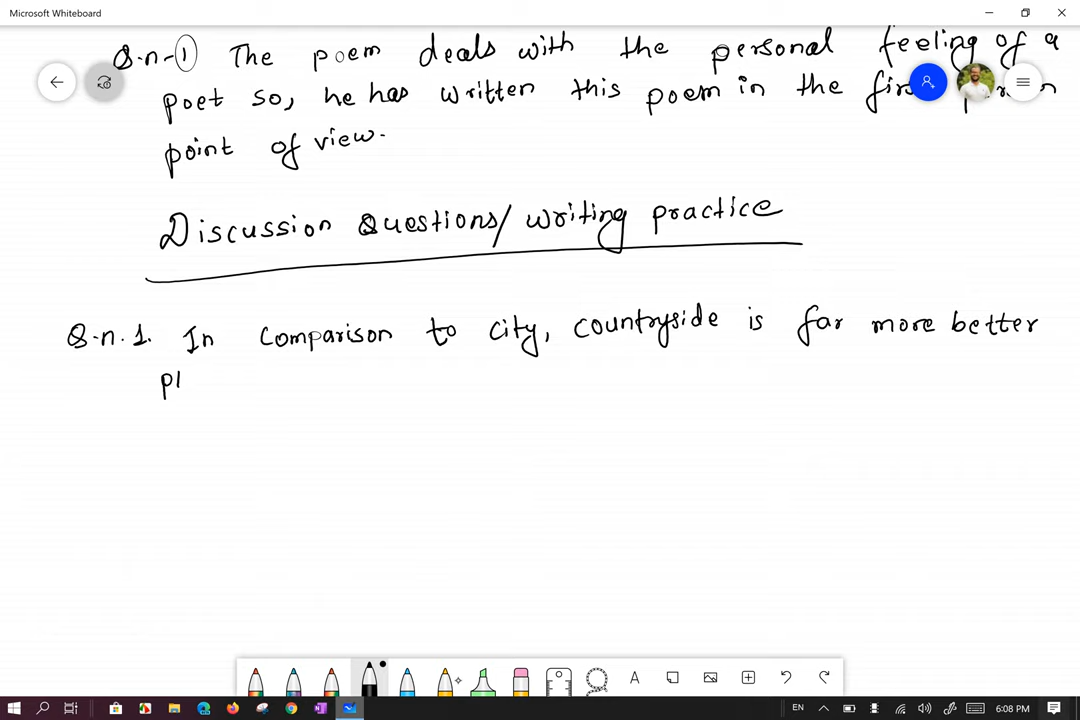 Microsoft Whiteboard
Q.n-① The poem deals with the personal feeling of a
poet so, he has written this poem in the
point of view.
Discussion Questions/ writing practice
Q.n.1. In comparison to city, countryside is far more better
pl
A
EN
6:08 PM